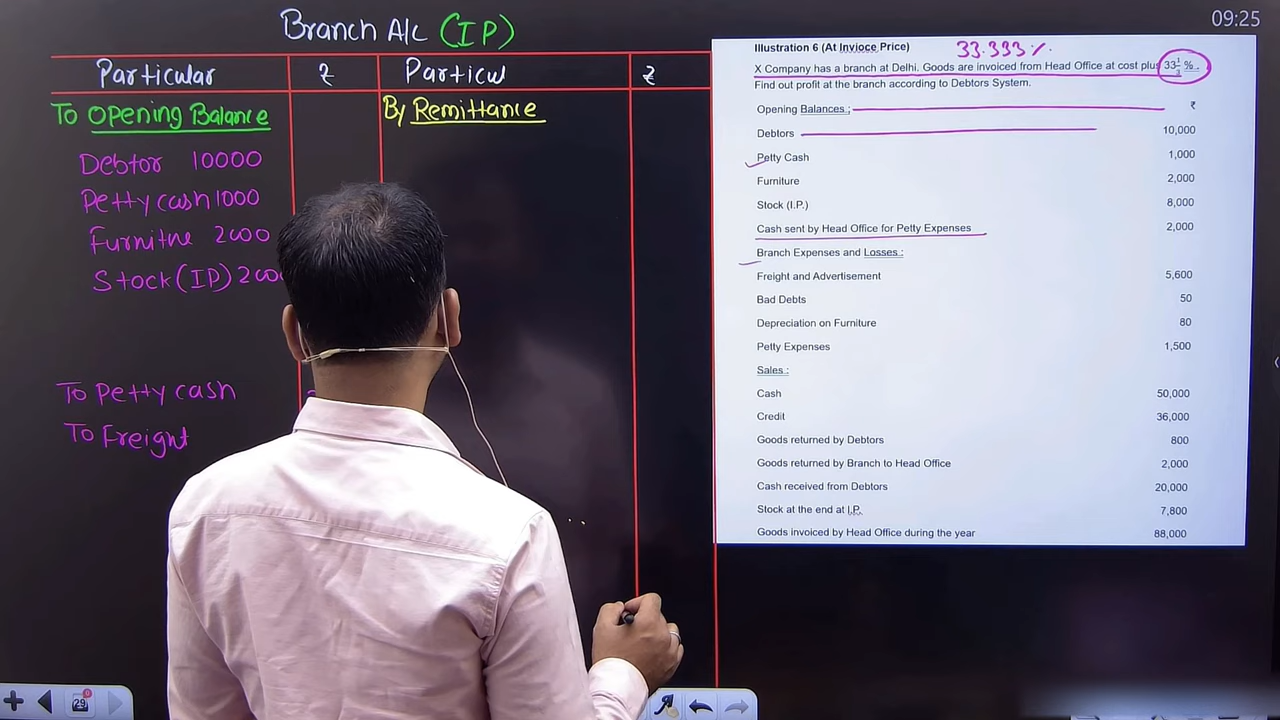 09:25
Branch A/c (IP)
Particular ₹ Particul ₹
To Opening Balance
By Remittance
Debtor 10000
Petty cash 1000
Furnitne 2000
Stock (IP)
To Petty cash
To Freight
Illustration 6 (At Invioce Price)
33.333%.
X Company has a branch at Delhi. Goods are invoiced from Head Office at cost plus 33⅓ %.
Find out profit at the branch according to Debtors System.
Opening Balances : ₹
Debtors 10,000
Petty Cash 1,000
Furniture 2,000
Stock (I.P.) 8,000
Cash sent by Head Office for Petty Expenses 2,000
Branch Expenses and Losses :
Freight and Advertisement 5,600
Bad Debts 50
Depreciation on Furniture 80
Petty Expenses 1,500
Sales :
Cash 50,000
Credit 36,000
Goods returned by Debtors 800
Goods returned by Branch to Head Office 2,000
Cash received from Debtors 20,000
Stock at the end at I.P. 7,800
Goods invoiced by Head Office during the year 88,000
29